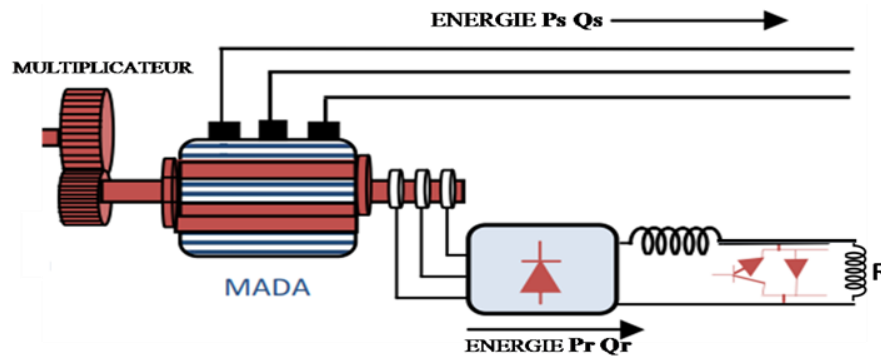 ENERGIE Ps Qs
MULTIPLICATEUR
MADA
R
ENERGIE Pr Qr